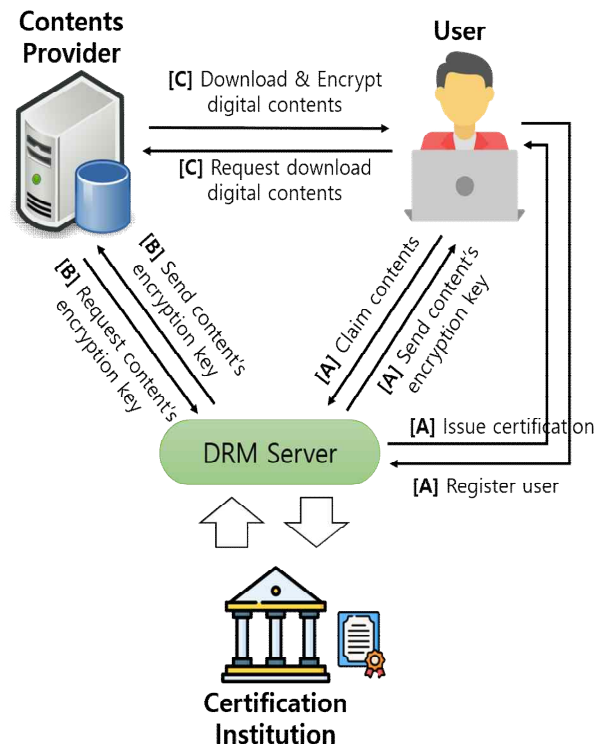 Contents
Provider
User
[C] Download & Encrypt
digital contents
[C] Request download
digital contents
[B] Send content's
encryption key
[B] Request content's
encryption key
[A] Claim contents
[A] Send content's
encryption key
[A] Issue certification
DRM Server
[A] Register user
Certification
Institution